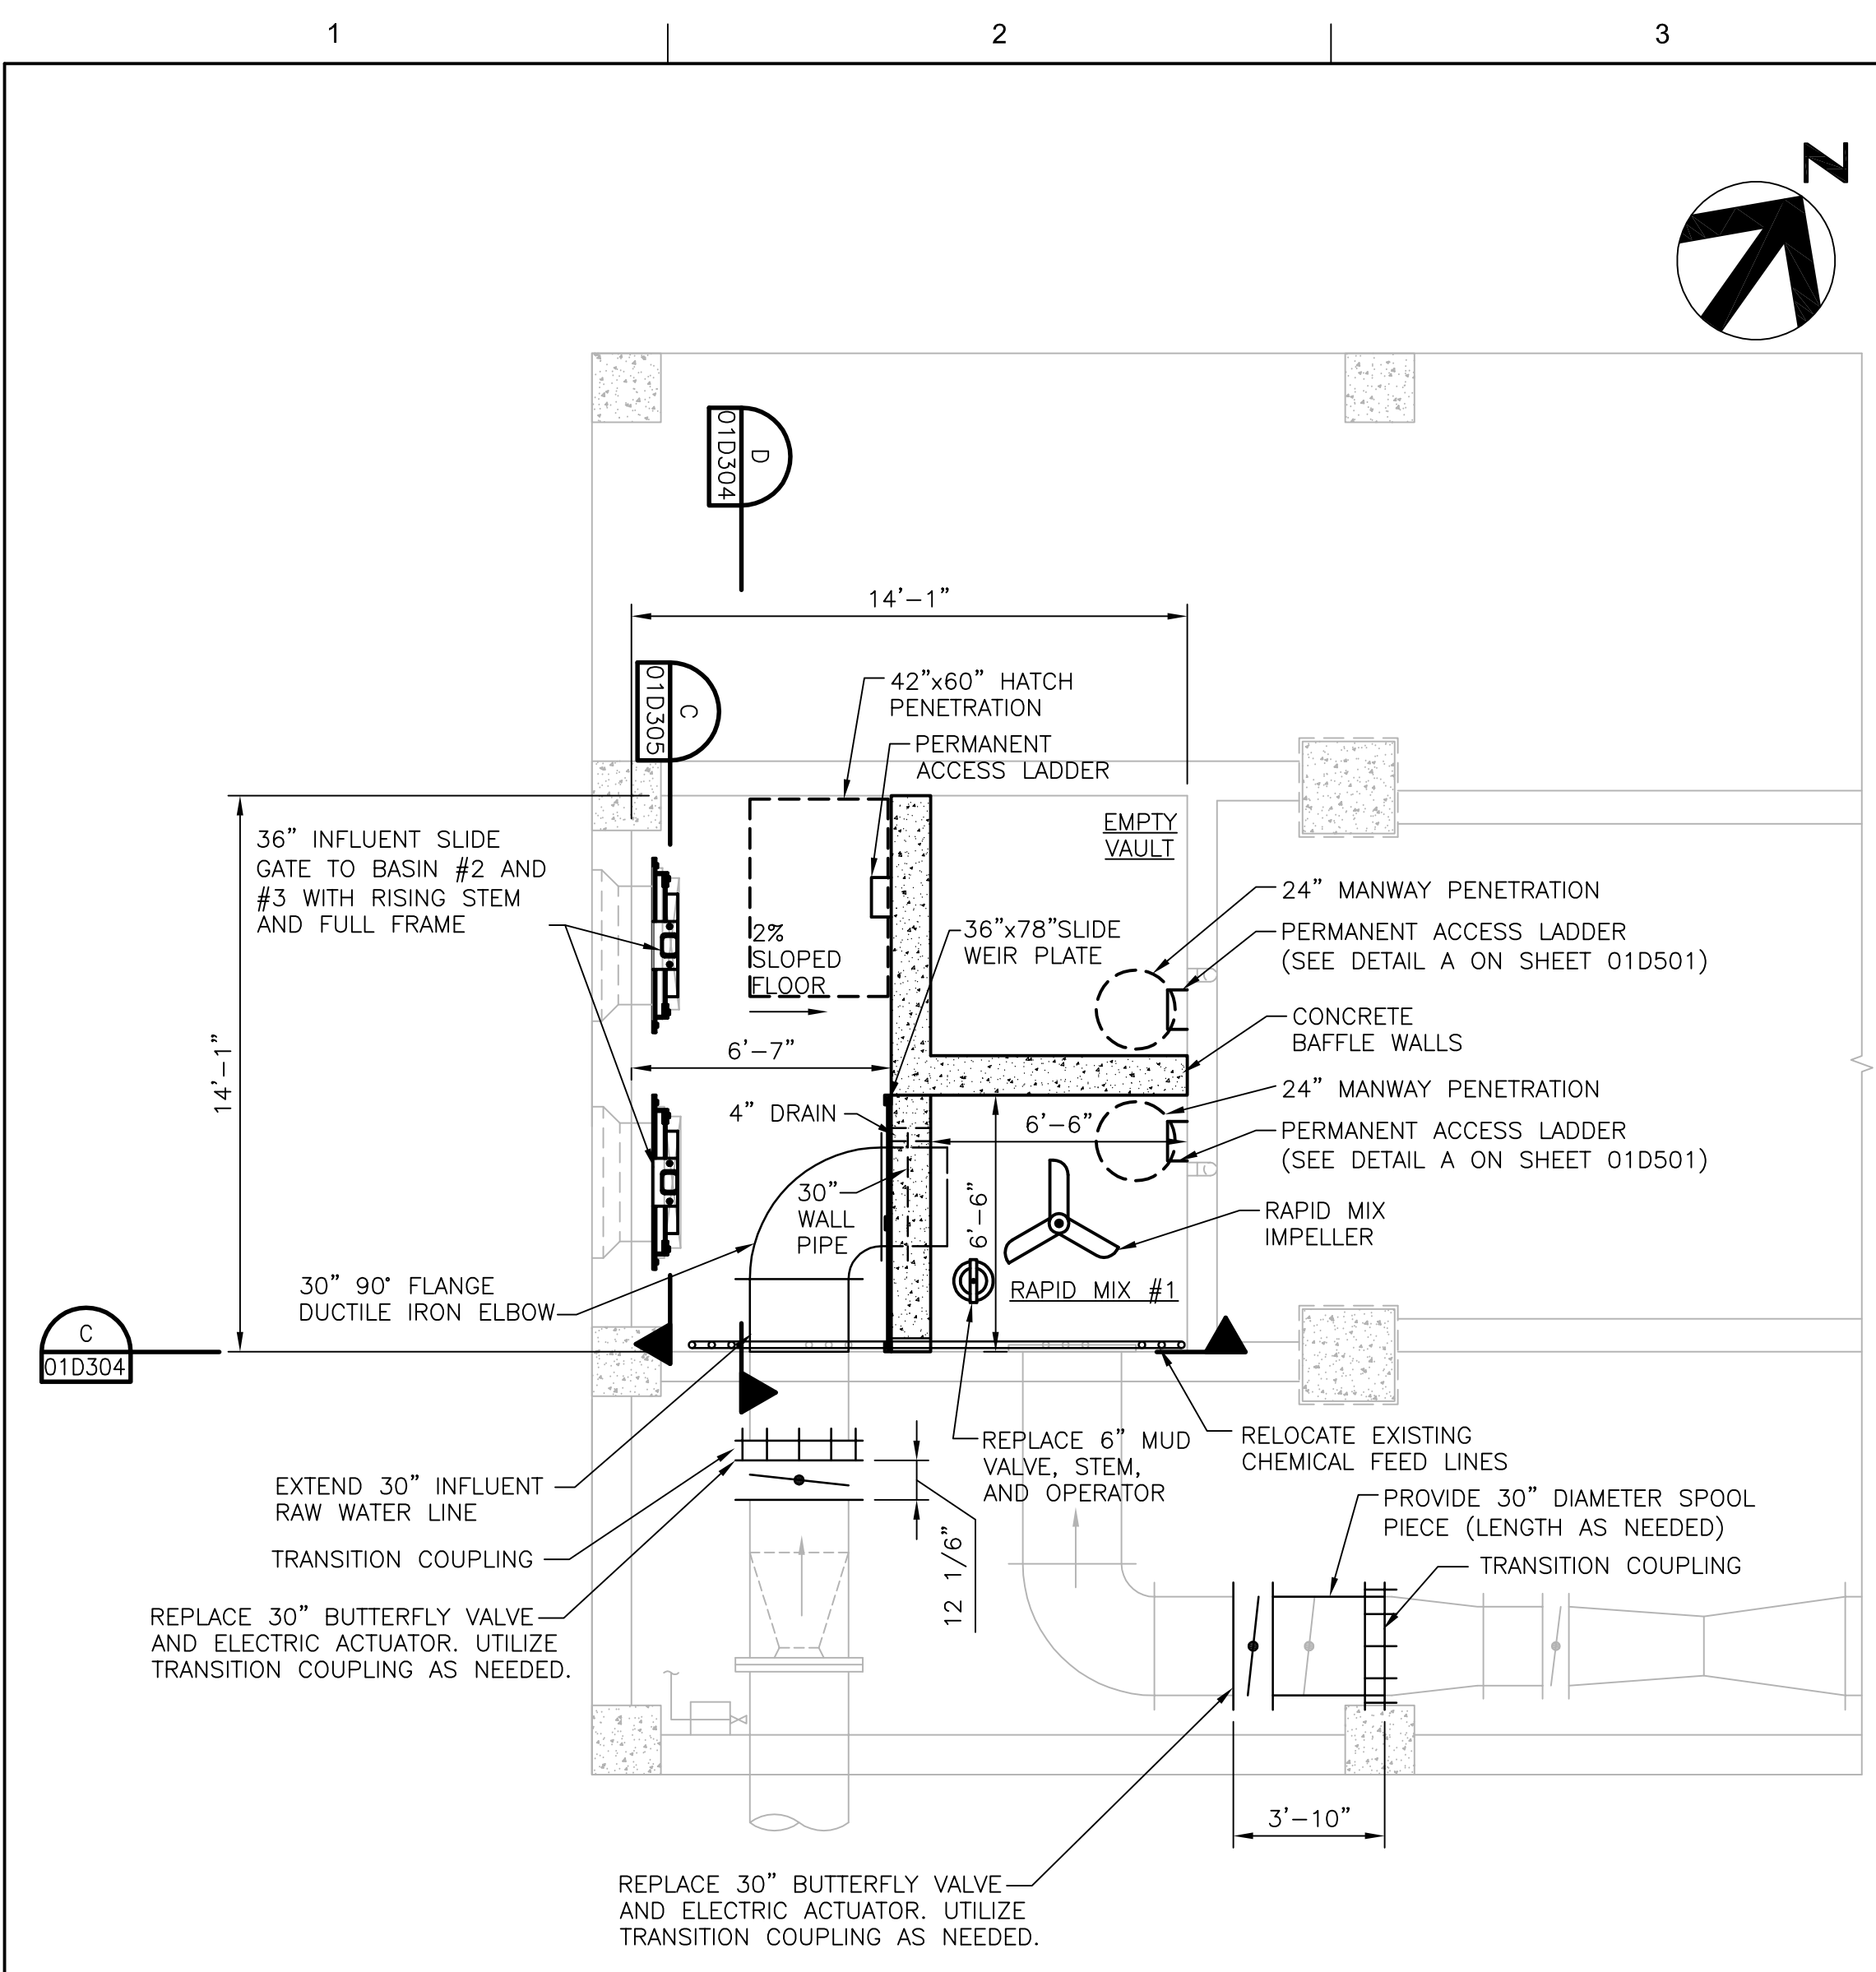 1
2
3
N
D
01D304
14'-1"
C
01D305
42"x60" HATCH
PENETRATION
PERMANENT
ACCESS LADDER
EMPTY
VAULT
36" INFLUENT SLIDE
GATE TO BASIN #2 AND
#3 WITH RISING STEM
AND FULL FRAME
2%
SLOPED
FLOOR
36"x78"SLIDE
WEIR PLATE
24" MANWAY PENETRATION
PERMANENT ACCESS LADDER
(SEE DETAIL A ON SHEET 01D501)
CONCRETE
BAFFLE WALLS
14'-1"
6'-7"
4" DRAIN
6'-6"
24" MANWAY PENETRATION
PERMANENT ACCESS LADDER
(SEE DETAIL A ON SHEET 01D501)
30"
WALL
PIPE
6'-6"
RAPID MIX
IMPELLER
RAPID MIX #1
30" 90° FLANGE
DUCTILE IRON ELBOW
C
01D304
EXTEND 30" INFLUENT
RAW WATER LINE
TRANSITION COUPLING
REPLACE 30" BUTTERFLY VALVE
AND ELECTRIC ACTUATOR. UTILIZE
TRANSITION COUPLING AS NEEDED.
12 1/6"
REPLACE 6" MUD
VALVE, STEM,
AND OPERATOR
RELOCATE EXISTING
CHEMICAL FEED LINES
PROVIDE 30" DIAMETER SPOOL
PIECE (LENGTH AS NEEDED)
TRANSITION COUPLING
3'-10"
REPLACE 30" BUTTERFLY VALVE
AND ELECTRIC ACTUATOR. UTILIZE
TRANSITION COUPLING AS NEEDED.